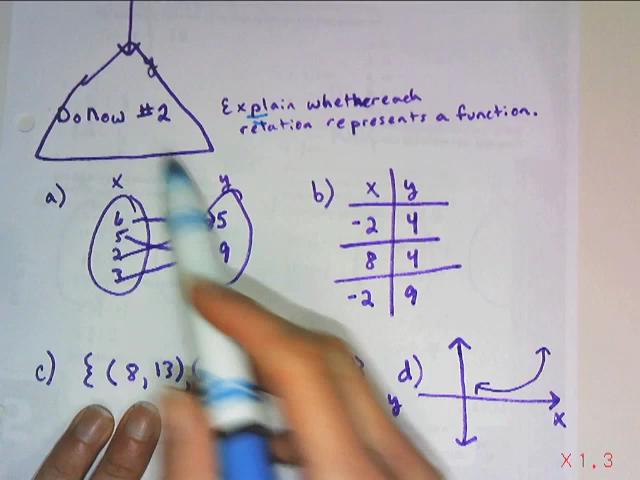 Do Now #2
Explain whether each
relation represents a function.
a)
x y
6 5
5
2 9
3
b)
x y
-2 4
8 4
-2 9
c) { (8, 13), (
d)
y
x
X1.3